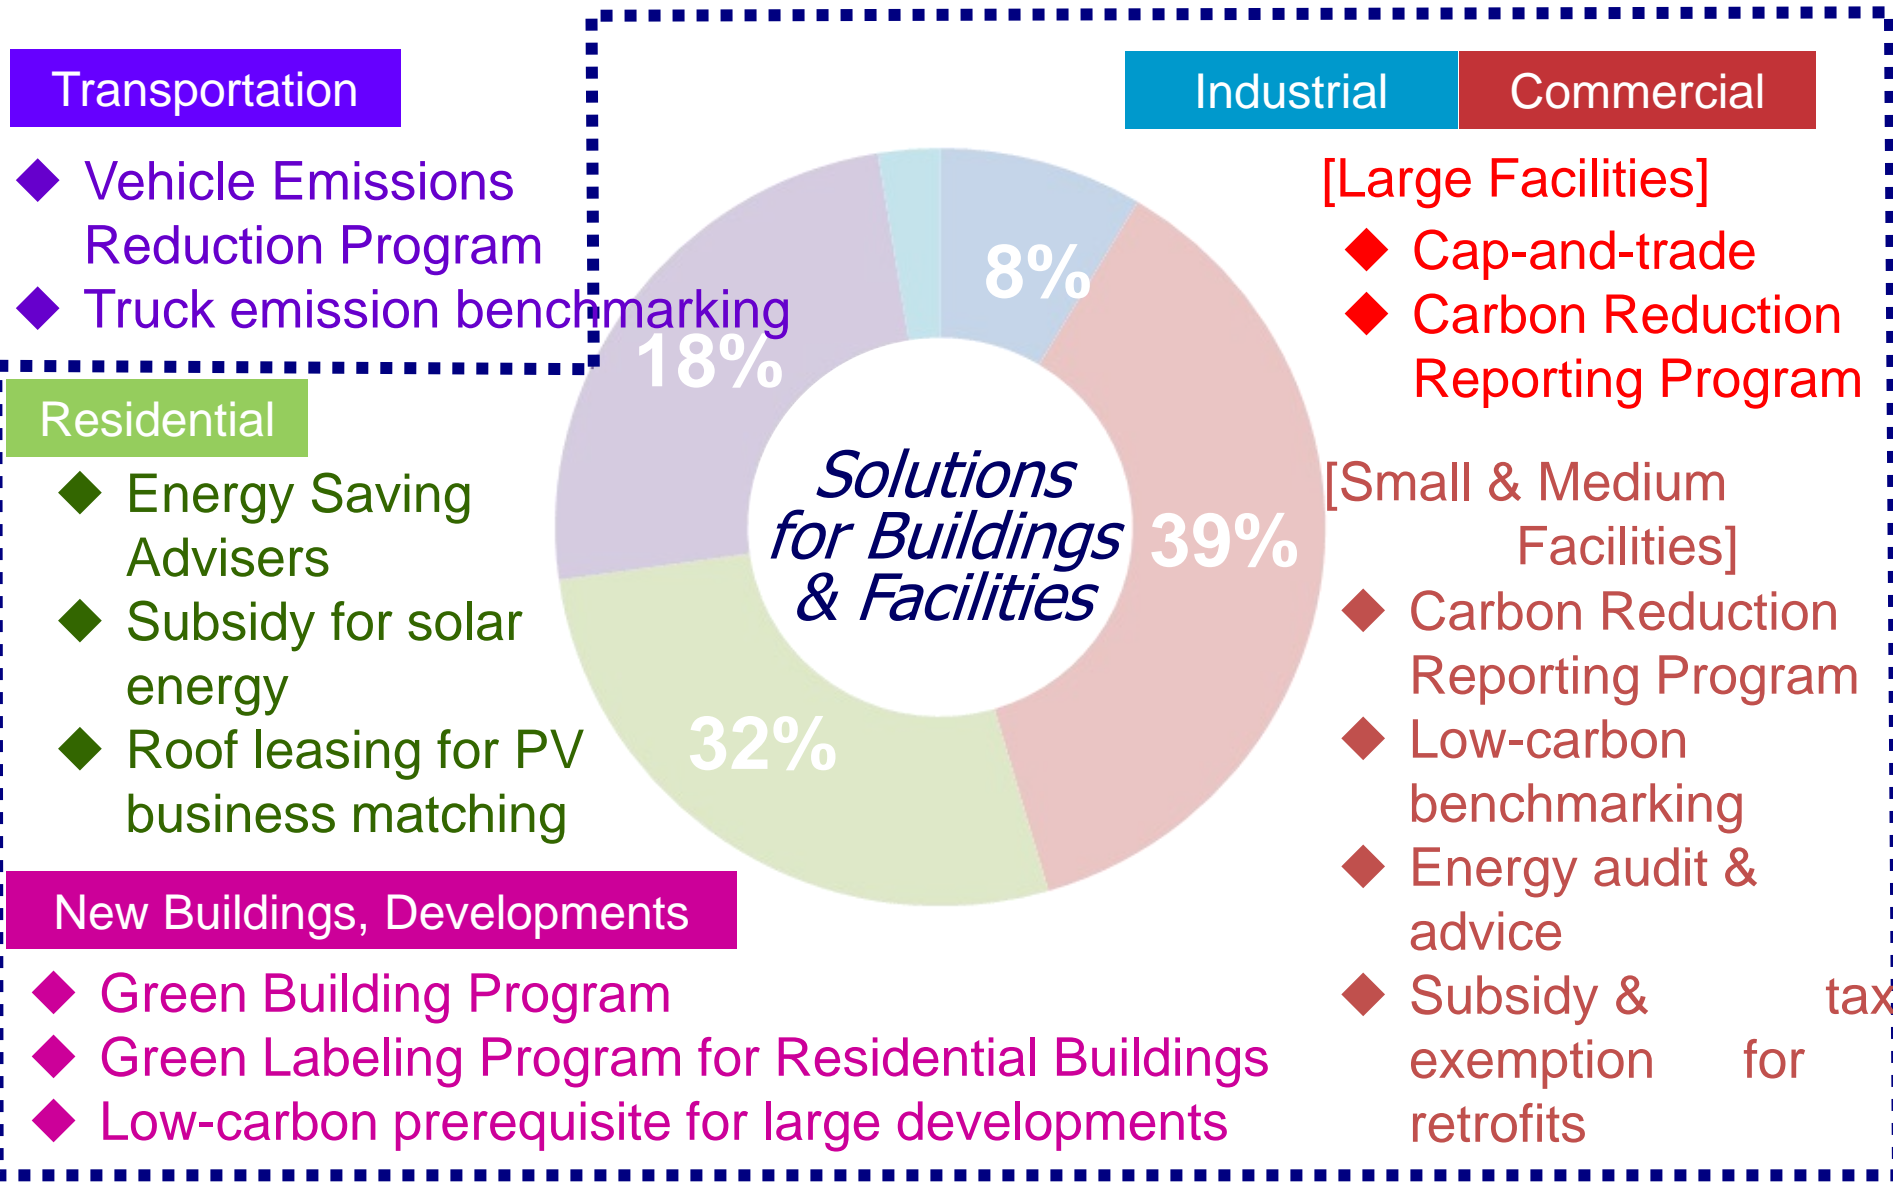 Transportation
Vehicle Emissions
Reduction Program
Truck emission benchmarking
Residential
Energy Saving
Advisers
Subsidy for solar
energy
Roof leasing for PV
business matching
New Buildings, Developments
Green Building Program
Green Labeling Program for Residential Buildings
Low-carbon prerequisite for large developments
8%
18%
39%
32%
Solutions
for Buildings
& Facilities
Industrial
Commercial
[Large Facilities]
Cap-and-trade
Carbon Reduction
Reporting Program
[Small & Medium
Facilities]
Carbon Reduction
Reporting Program
Low-carbon
benchmarking
Energy audit &
advice
Subsidy & tax
exemption for
retrofits